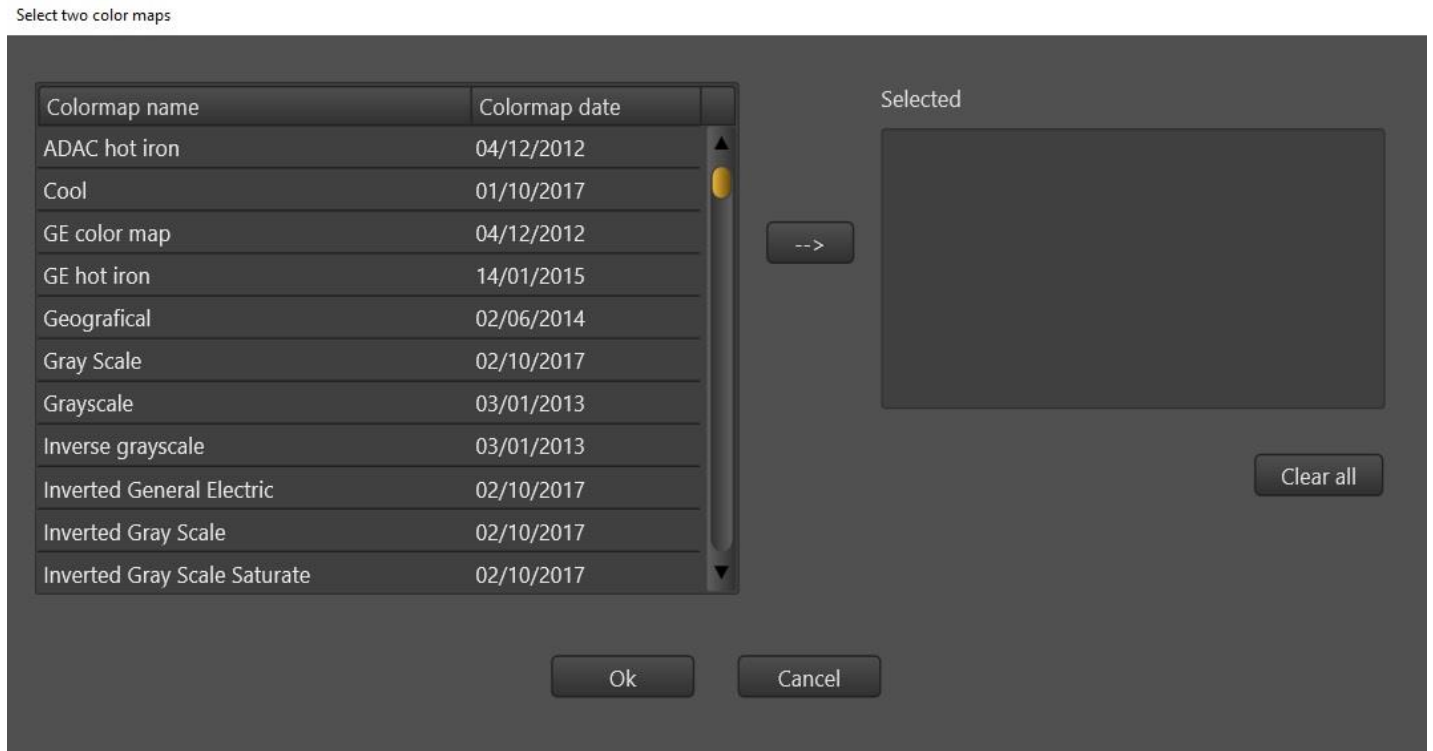 Select two color maps
Colormap name Colormap date
ADAC hot iron 04/12/2012
Cool 01/10/2017
GE color map 04/12/2012
GE hot iron 14/01/2015
Geografical 02/06/2014
Gray Scale 02/10/2017
Grayscale 03/01/2013
Inverse grayscale 03/01/2013
Inverted General Electric 02/10/2017
Inverted Gray Scale 02/10/2017
Inverted Gray Scale Saturate 02/10/2017
-->
Selected
Clear all
Ok Cancel